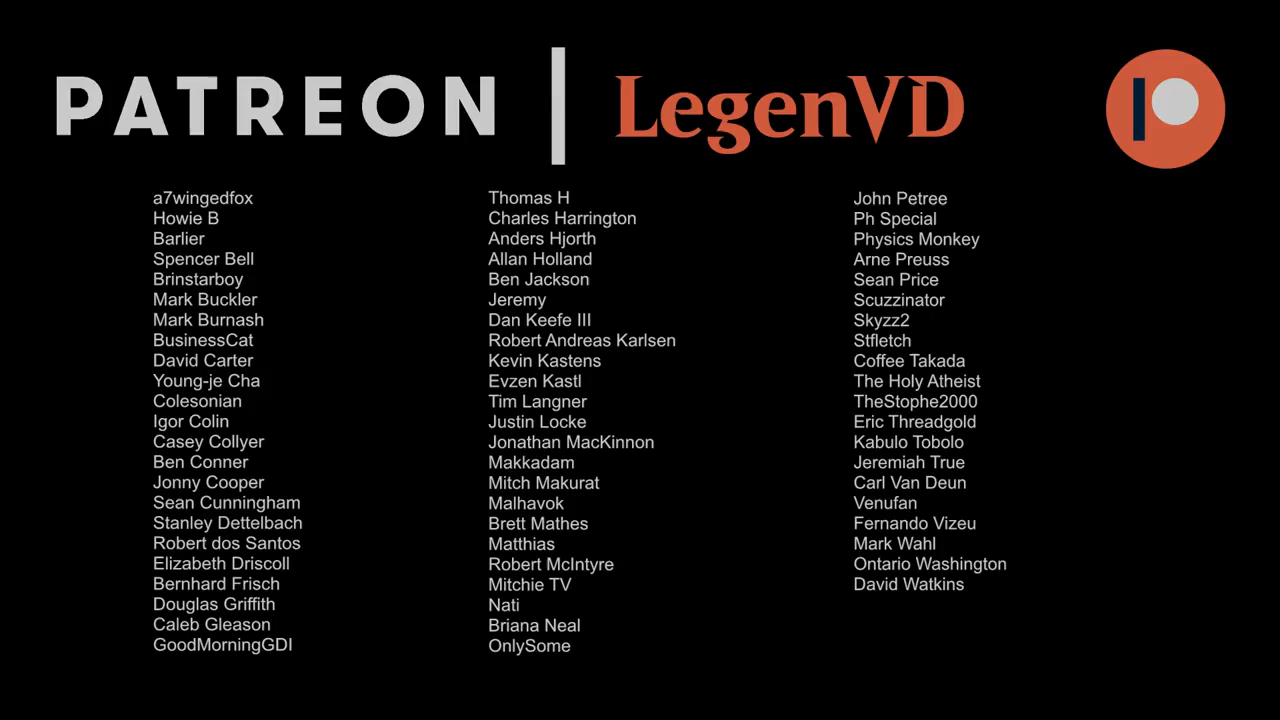 PATREON | LegenVD
a7wingedfox
Howie B
Barlier
Spencer Bell
Brinstarboy
Mark Buckler
Mark Burnash
BusinessCat
David Carter
Young-je Cha
Colesonian
Igor Colin
Casey Collyer
Ben Conner
Jonny Cooper
Sean Cunningham
Stanley Dettelbach
Robert dos Santos
Elizabeth Driscoll
Bernhard Frisch
Douglas Griffith
Caleb Gleason
GoodMorningGDI
Thomas H
Charles Harrington
Anders Hjorth
Allan Holland
Ben Jackson
Jeremy
Dan Keefe III
Robert Andreas Karlsen
Kevin Kastens
Evzen Kastl
Tim Langner
Justin Locke
Jonathan MacKinnon
Makkadam
Mitch Makurat
Malhavok
Brett Mathes
Matthias
Robert McIntyre
Mitchie TV
Nati
Briana Neal
OnlySome
John Petree
Ph Special
Physics Monkey
Arne Preuss
Sean Price
Scuzzinator
Skyzz2
Stfletch
Coffee Takada
The Holy Atheist
TheStophe2000
Eric Threadgold
Kabulo Tobolo
Jeremiah True
Carl Van Deun
Venufan
Fernando Vizeu
Mark Wahl
Ontario Washington
David Watkins